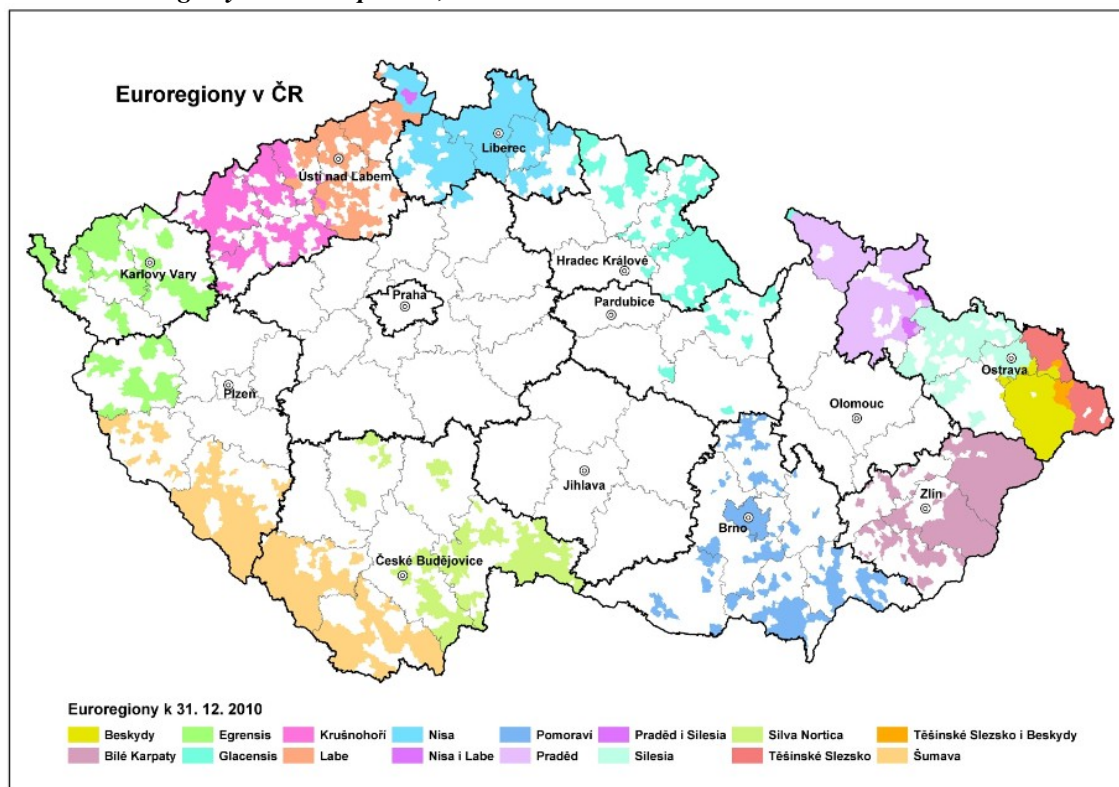 Euroregiony v ČR
Liberec
Ústí nad Labem
Karlovy Vary
Hradec Králové
Praha
Pardubice
Ostrava
Plzeň
Olomouc
Jihlava
Zlín
Brno
České Budějovice
Euroregiony k 31. 12. 2010
Beskydy Egrensis Krušnohoří Nisa Pomoraví Praděd i Silesia Silva Nortica Těšínské Slezsko i Beskydy
Bílé Karpaty Glacensis Labe Nisa i Labe Praděd Silesia Těšínské Slezsko Šumava